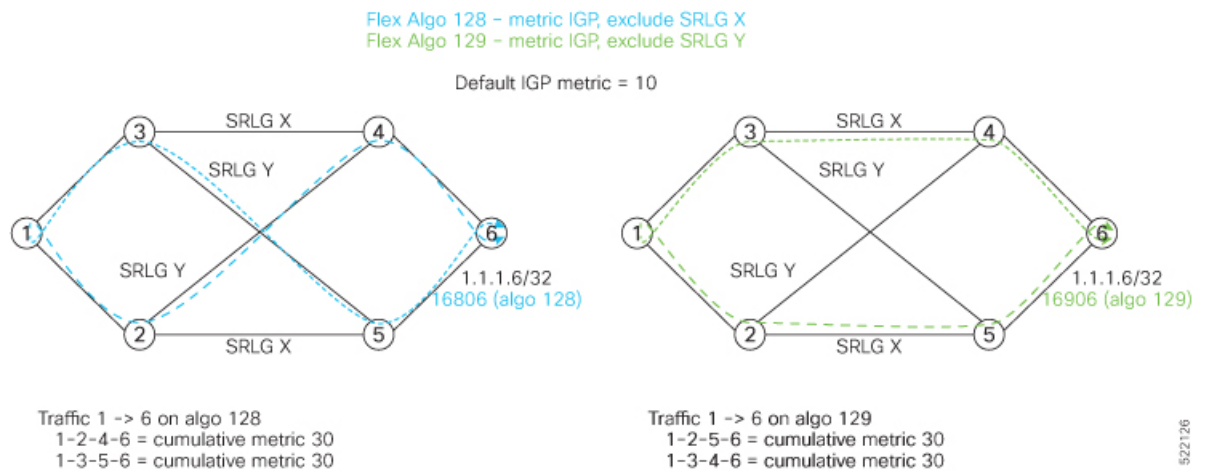 Flex Algo 128 – metric IGP, exclude SRLG X
Flex Algo 129 – metric IGP, exclude SRLG Y
Default IGP metric = 10
3
SRLG X
4
SRLG Y
1
6
SRLG Y
1.1.1.6/32
16806 (algo 128)
2
SRLG X
5
3
SRLG X
4
SRLG Y
1
6
SRLG Y
1.1.1.6/32
16906 (algo 129)
2
SRLG X
5
Traffic 1 -> 6 on algo 128
1-2-4-6 = cumulative metric 30
1-3-5-6 = cumulative metric 30
Traffic 1 -> 6 on algo 129
1-2-5-6 = cumulative metric 30
1-3-4-6 = cumulative metric 30
522126